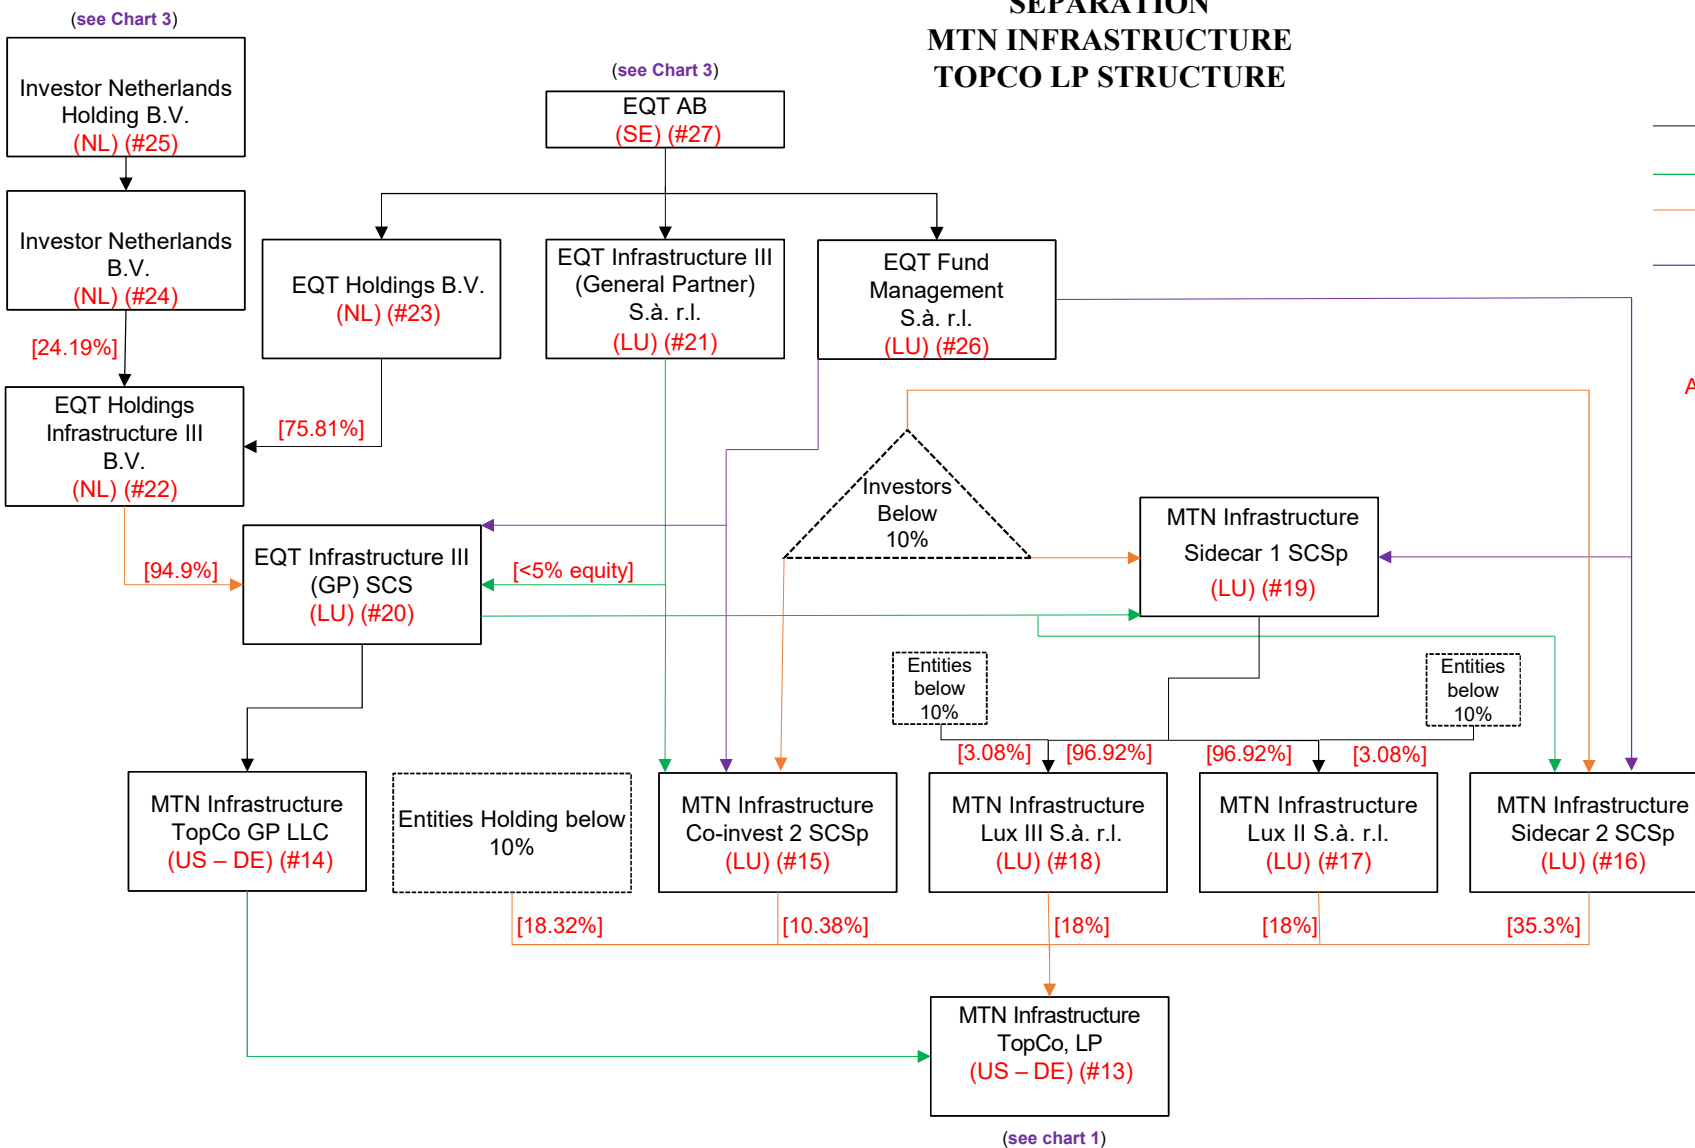 SEPARATION
MTN INFRASTRUCTURE
TOPCO LP STRUCTURE
(see Chart 3)
Investor Netherlands
Holding B.V.
(NL) (#25)
(see Chart 3)
EQT AB
(SE) (#27)
Investor Netherlands
B.V.
(NL) (#24)
EQT Holdings B.V.
(NL) (#23)
EQT Infrastructure III
(General Partner)
S.à. r.l.
(LU) (#21)
EQT Fund
Management
S.à. r.l.
(LU) (#26)
[24.19%]
A
EQT Holdings
Infrastructure III
B.V.
(NL) (#22)
[75.81%]
Investors
Below
10%
MTN Infrastructure
Sidecar 1 SCSp
(LU) (#19)
[94.9%]
EQT Infrastructure III
(GP) SCS
(LU) (#20)
[<5% equity]
Entities
below
10%
Entities
below
10%
[3.08%]
[96.92%]
[96.92%]
[3.08%]
MTN Infrastructure
TopCo GP LLC
(US – DE) (#14)
Entities Holding below
10%
MTN Infrastructure
Co-invest 2 SCSp
(LU) (#15)
MTN Infrastructure
Lux III S.à. r.l.
(LU) (#18)
MTN Infrastructure
Lux II S.à. r.l.
(LU) (#17)
MTN Infrastructure
Sidecar 2 SCSp
(LU) (#16)
[18.32%]
[10.38%]
[18%]
[18%]
[35.3%]
MTN Infrastructure
TopCo, LP
(US – DE) (#13)
(see chart 1)